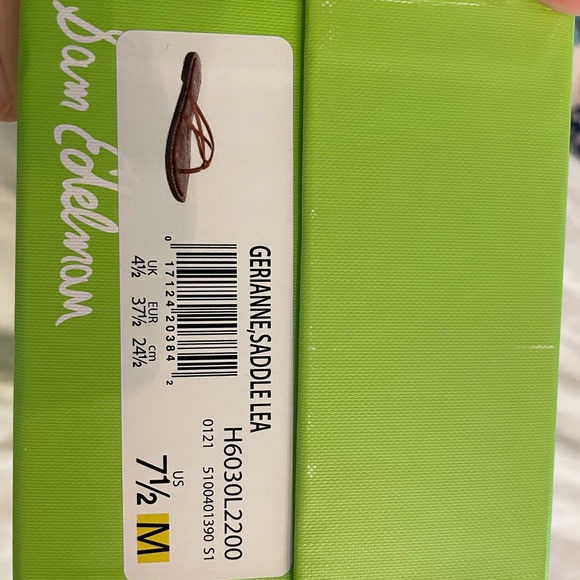 Sam Edelman
GERIANNE,SADDLE LEA
H6030L2200
0121 5100401390 S1
0 17124 20384 2
UK EUR cm
4½ 37½ 24½
US
7½ M